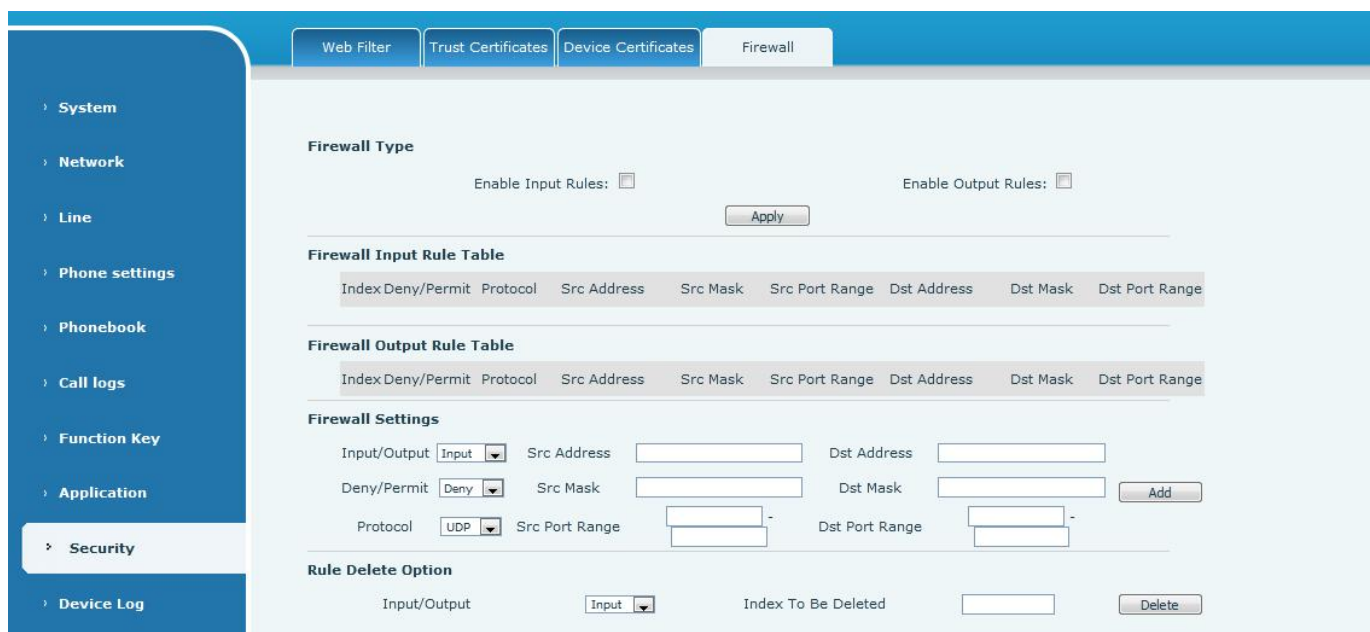 Web Filter Trust Certificates Device Certificates Firewall
System
Network
Line
Phone settings
Phonebook
Call logs
Function Key
Application
Security
Device Log
Firewall Type
Enable Input Rules: Enable Output Rules:
Apply
Firewall Input Rule Table
Index Deny/Permit Protocol Src Address Src Mask Src Port Range Dst Address Dst Mask Dst Port Range
Firewall Output Rule Table
Index Deny/Permit Protocol Src Address Src Mask Src Port Range Dst Address Dst Mask Dst Port Range
Firewall Settings
Input/Output Input Src Address Dst Address
Deny/Permit Deny Src Mask Dst Mask Add
Protocol UDP Src Port Range - Dst Port Range -
Rule Delete Option
Input/Output Input Index To Be Deleted Delete